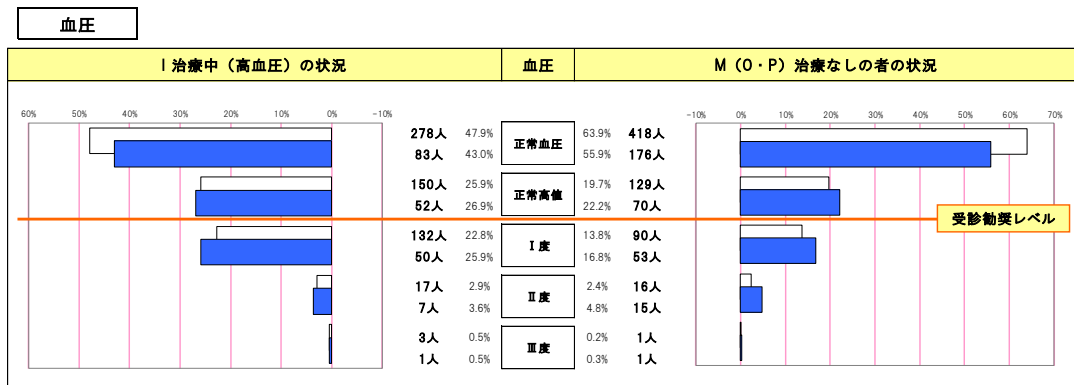 血圧
Ⅰ治療中（高血圧）の状況 血圧 M（O・P）治療なしの者の状況
60% 50% 40% 30% 20% 10% 0% -10% -10% 0% 10% 20% 30% 40% 50% 60% 70%
278人 47.9% 正常血圧 63.9% 418人
83人 43.0% 55.9% 176人
150人 25.9% 正常高値 19.7% 129人
52人 26.9% 22.2% 70人
受診勧奨レベル
132人 22.8% Ⅰ度 13.8% 90人
50人 25.9% 16.8% 53人
17人 2.9% Ⅱ度 2.4% 16人
7人 3.6% 4.8% 15人
3人 0.5% Ⅲ度 0.2% 1人
1人 0.5% 0.3% 1人